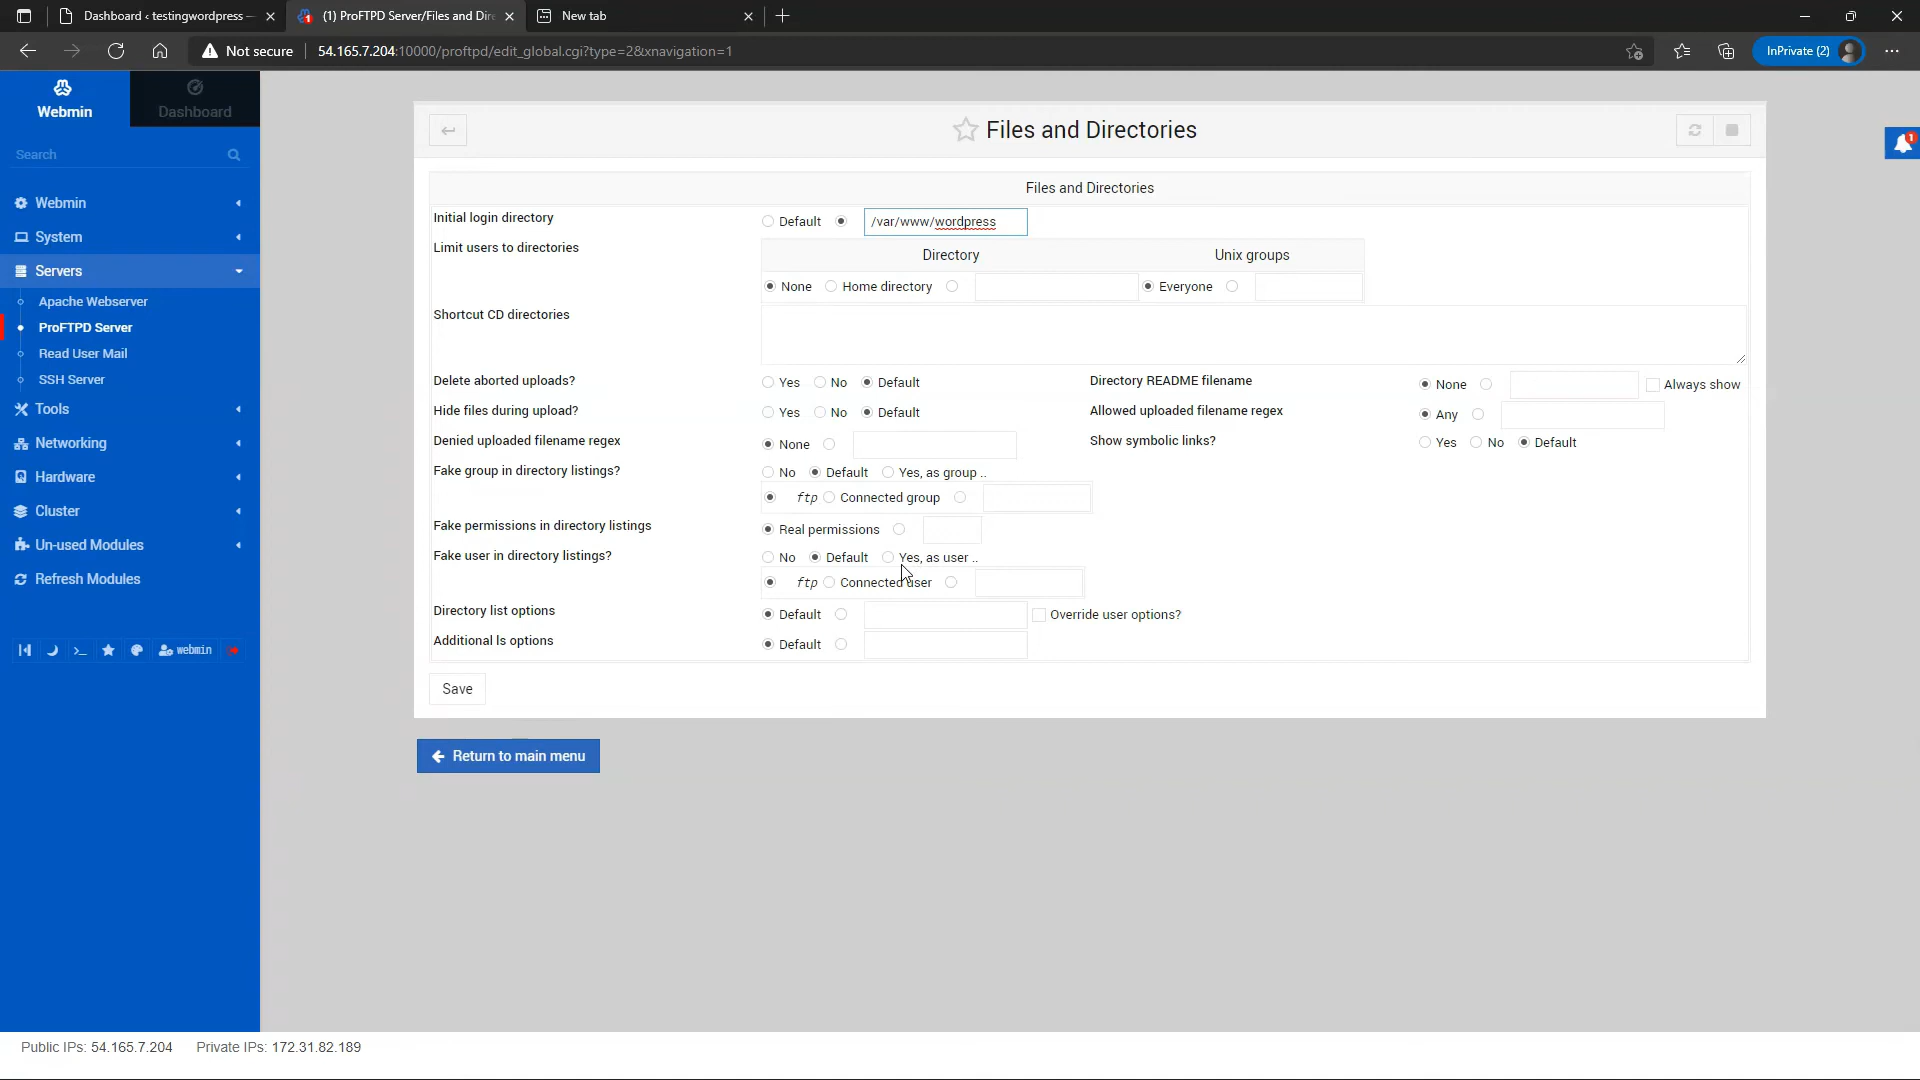 Dashboard ‹ testingwordpress —
(1) ProFTPD Server/Files and Dire
New tab
Not secure
54.165.7.204:10000/proftpd/edit_global.cgi?type=2&xnavigation=1
InPrivate (2)
Webmin
Dashboard
Search
Webmin
System
Servers
Apache Webserver
ProFTPD Server
Read User Mail
SSH Server
Tools
Networking
Hardware
Cluster
Un-used Modules
Refresh Modules
webmin
1
Files and Directories
Files and Directories
Initial login directory
Default
/var/www/wordpress
Limit users to directories
Directory Unix groups
None Home directory Everyone
Shortcut CD directories
Delete aborted uploads? Yes No Default
Directory README filename None Always show
Hide files during upload? Yes No Default
Allowed uploaded filename regex Any
Denied uploaded filename regex None
Show symbolic links? Yes No Default
Fake group in directory listings? No Default Yes, as group ..
ftp Connected group
Fake permissions in directory listings Real permissions
Fake user in directory listings? No Default Yes, as user ..
ftp Connected user
Directory list options Default Override user options?
Additional ls options Default
Save
Return to main menu
Public IPs: 54.165.7.204 Private IPs: 172.31.82.189